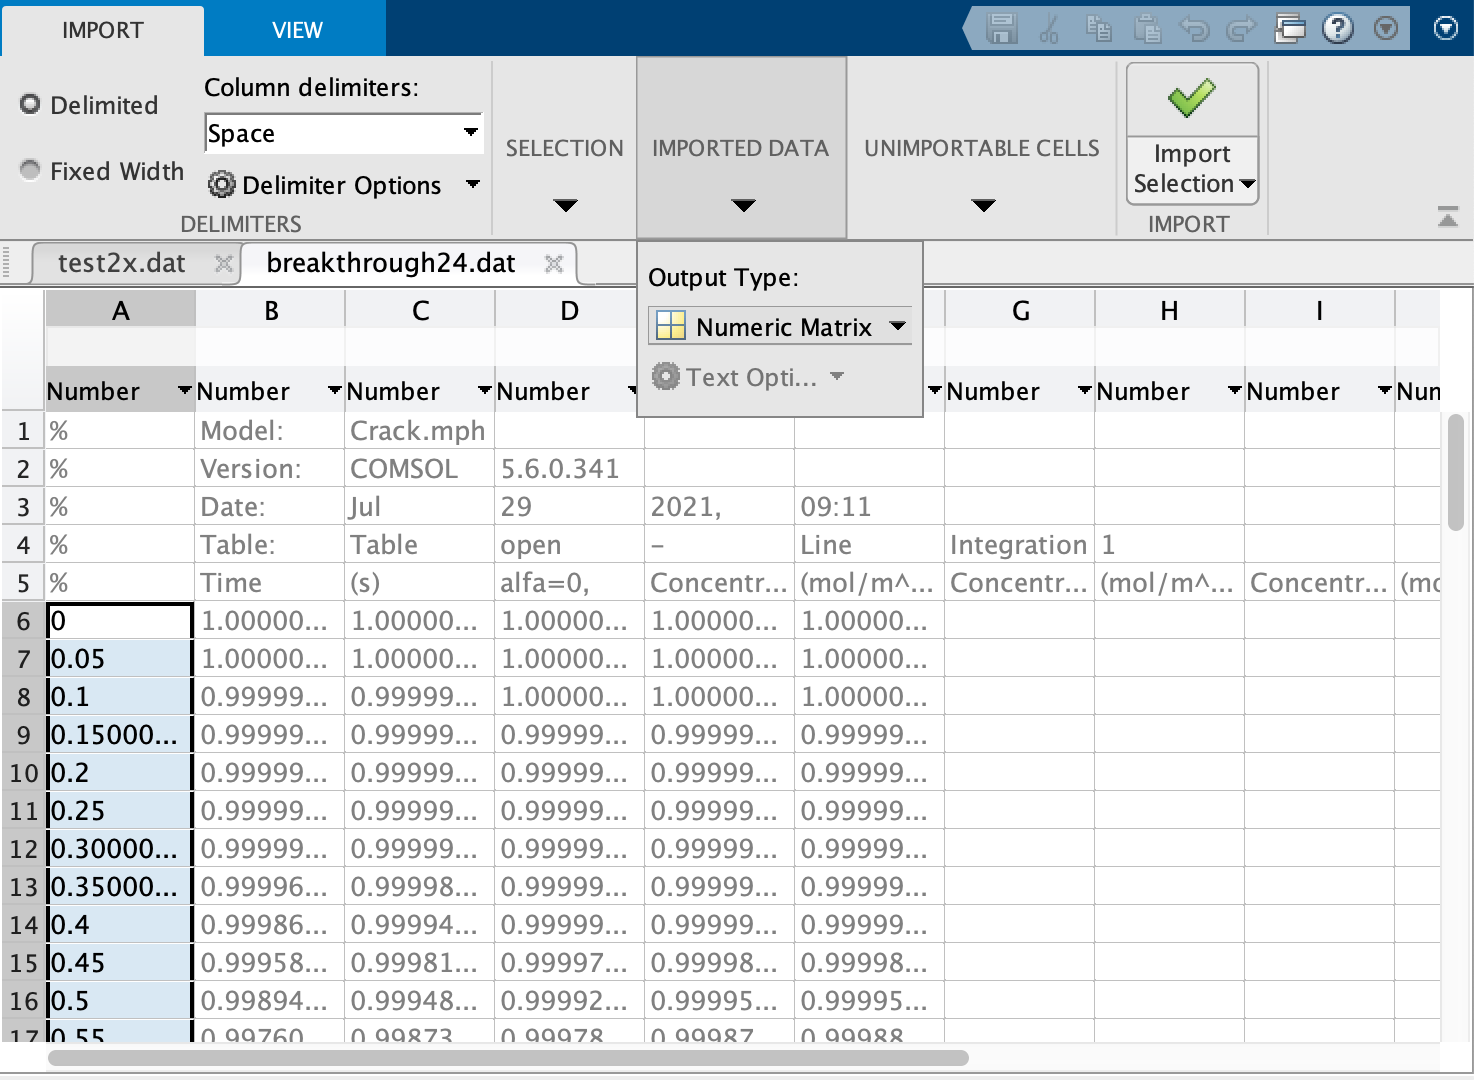 IMPORT VIEW
Delimited
Fixed Width
Column delimiters:
Space
Delimiter Options
DELIMITERS
SELECTION
IMPORTED DATA
UNIMPORTABLE CELLS
Import
Selection
IMPORT
test2x.dat breakthrough24.dat
Output Type:
Numeric Matrix
Text Opti...
A B C D G H I
Number Number Number Number Number Number Number Num
1 % Model: Crack.mph
2 % Version: COMSOL 5.6.0.341
3 % Date: Jul 29 2021, 09:11
4 % Table: Table open - Line Integration 1
5 % Time (s) alfa=0, Concentr... (mol/m^... Concentr... (mol/m^... Concentr... (mo
6 0 1.00000... 1.00000... 1.00000... 1.00000... 1.00000...
7 0.05 1.00000... 1.00000... 1.00000... 1.00000... 1.00000...
8 0.1 0.99999... 0.99999... 1.00000... 1.00000... 1.00000...
9 0.15000... 0.99999... 0.99999... 0.99999... 0.99999... 0.99999...
10 0.2 0.99999... 0.99999... 0.99999... 0.99999... 0.99999...
11 0.25 0.99999... 0.99999... 0.99999... 0.99999... 0.99999...
12 0.30000... 0.99999... 0.99999... 0.99999... 0.99999... 0.99999...
13 0.35000... 0.99996... 0.99998... 0.99999... 0.99999... 0.99999...
14 0.4 0.99986... 0.99994... 0.99999... 0.99999... 0.99999...
15 0.45 0.99958... 0.99981... 0.99997... 0.99998... 0.99998...
16 0.5 0.99894... 0.99948... 0.99992... 0.99995... 0.99995...
17 0.55 0.99760 0.99873 0.99978 0.99987 0.99988